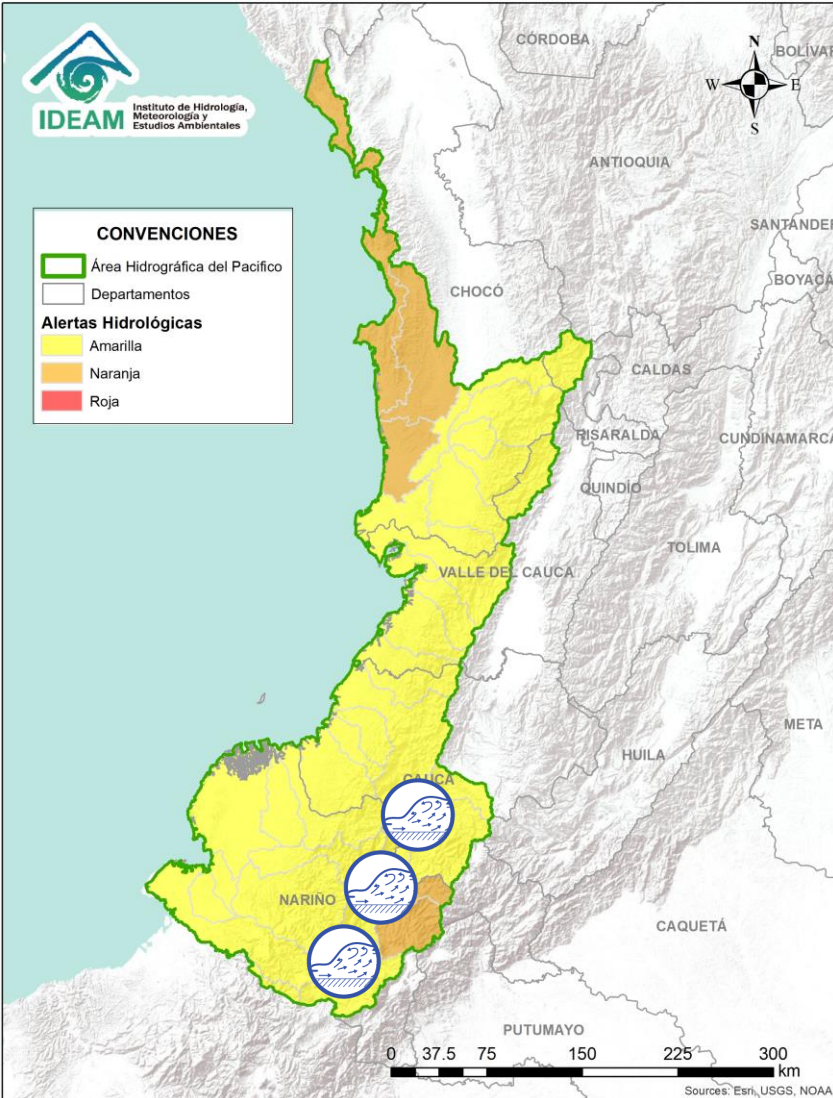 IDEAM
Instituto de Hidrología,
Meteorología y
Estudios Ambientales
N
W
E
S
CÓRDOBA
BOLÍVAR
ANTIOQUIA
SANTANDER
BOYACÁ
CHOCÓ
CONVENCIONES
Área Hidrográfica del Pacifico
Departamentos
Alertas Hidrológicas
Amarilla
Naranja
Roja
CALDAS
RISARALDA
CUNDINAMARCA
QUINDÍO
TOLIMA
VALLE DEL CAUCA
META
HUILA
CAUCA
NARIÑO
CAQUETÁ
PUTUMAYO
0 37.5 75 150 225 300
km
Sources: Esri, USGS, NOAA